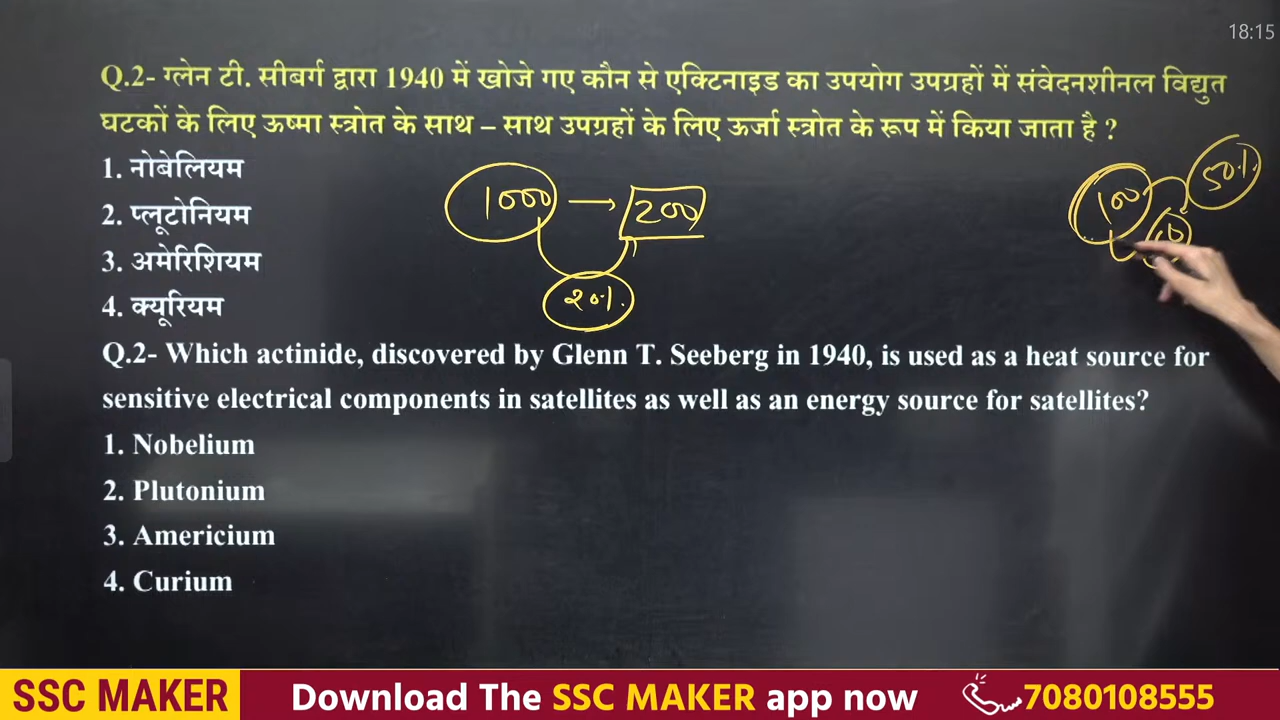 18:15
Q.2- ग्लेन टी. सीबर्ग द्वारा 1940 में खोजे गए कौन से एक्टिनाइड का उपयोग उपग्रहों में संवेदनशीनल विद्युत
घटकों के लिए ऊष्मा स्त्रोत के साथ – साथ उपग्रहों के लिए ऊर्जा स्त्रोत के रूप में किया जाता है ?
1. नोबेलियम
2. प्लूटोनियम
3. अमेरिशियम
4. क्यूरियम
1000 → 200
20%.
100
50%.
Q.2- Which actinide, discovered by Glenn T. Seeberg in 1940, is used as a heat source for
sensitive electrical components in satellites as well as an energy source for satellites?
1. Nobelium
2. Plutonium
3. Americium
4. Curium
SSC MAKER
Download The SSC MAKER app now
7080108555